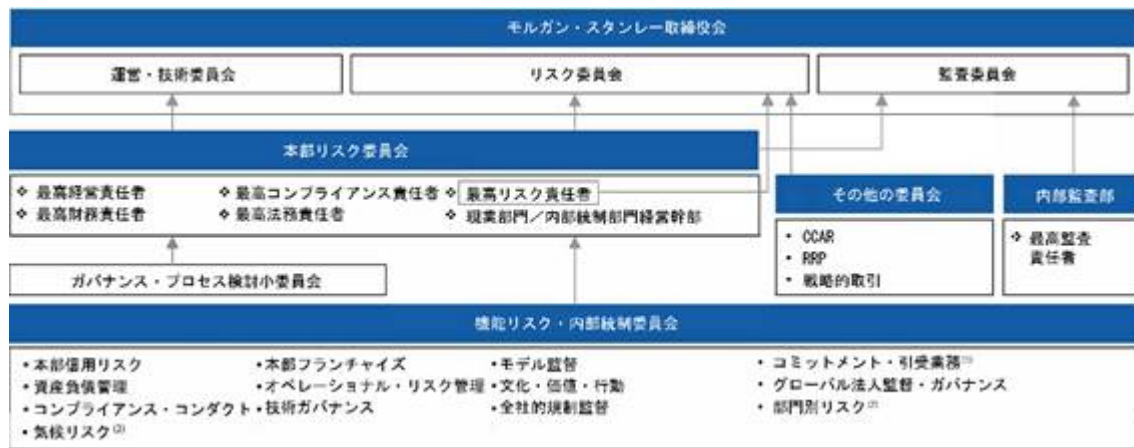 モルガン・スタンレー取締役会
運営・技術委員会
リスク委員会
監査委員会
本部リスク委員会
❖ 最高経営責任者
❖ 最高コンプライアンス責任者
❖ 最高リスク責任者
❖ 最高財務責任者
❖ 最高法務責任者
❖ 現業部門／内部統制部門経営幹部
その他の委員会
• CCAR
• RRP
• 戦略的取引
内部監査部
❖ 最高監査
責任者
ガバナンス・プロセス検討小委員会
機能リスク・内部統制委員会
•本部信用リスク
•本部フランチャイズ
•モデル監督
• コミットメント・引受業務⁽¹⁾
•資産負債管理
•オペレーショナル・リスク管理
•文化・価値・行動
• グローバル法人監督・ガバナンス
•コンプライアンス・コンダクト
•技術ガバナンス
•全社的規制監督
• 部門別リスク⁽²⁾
•気候リスク⁽²⁾